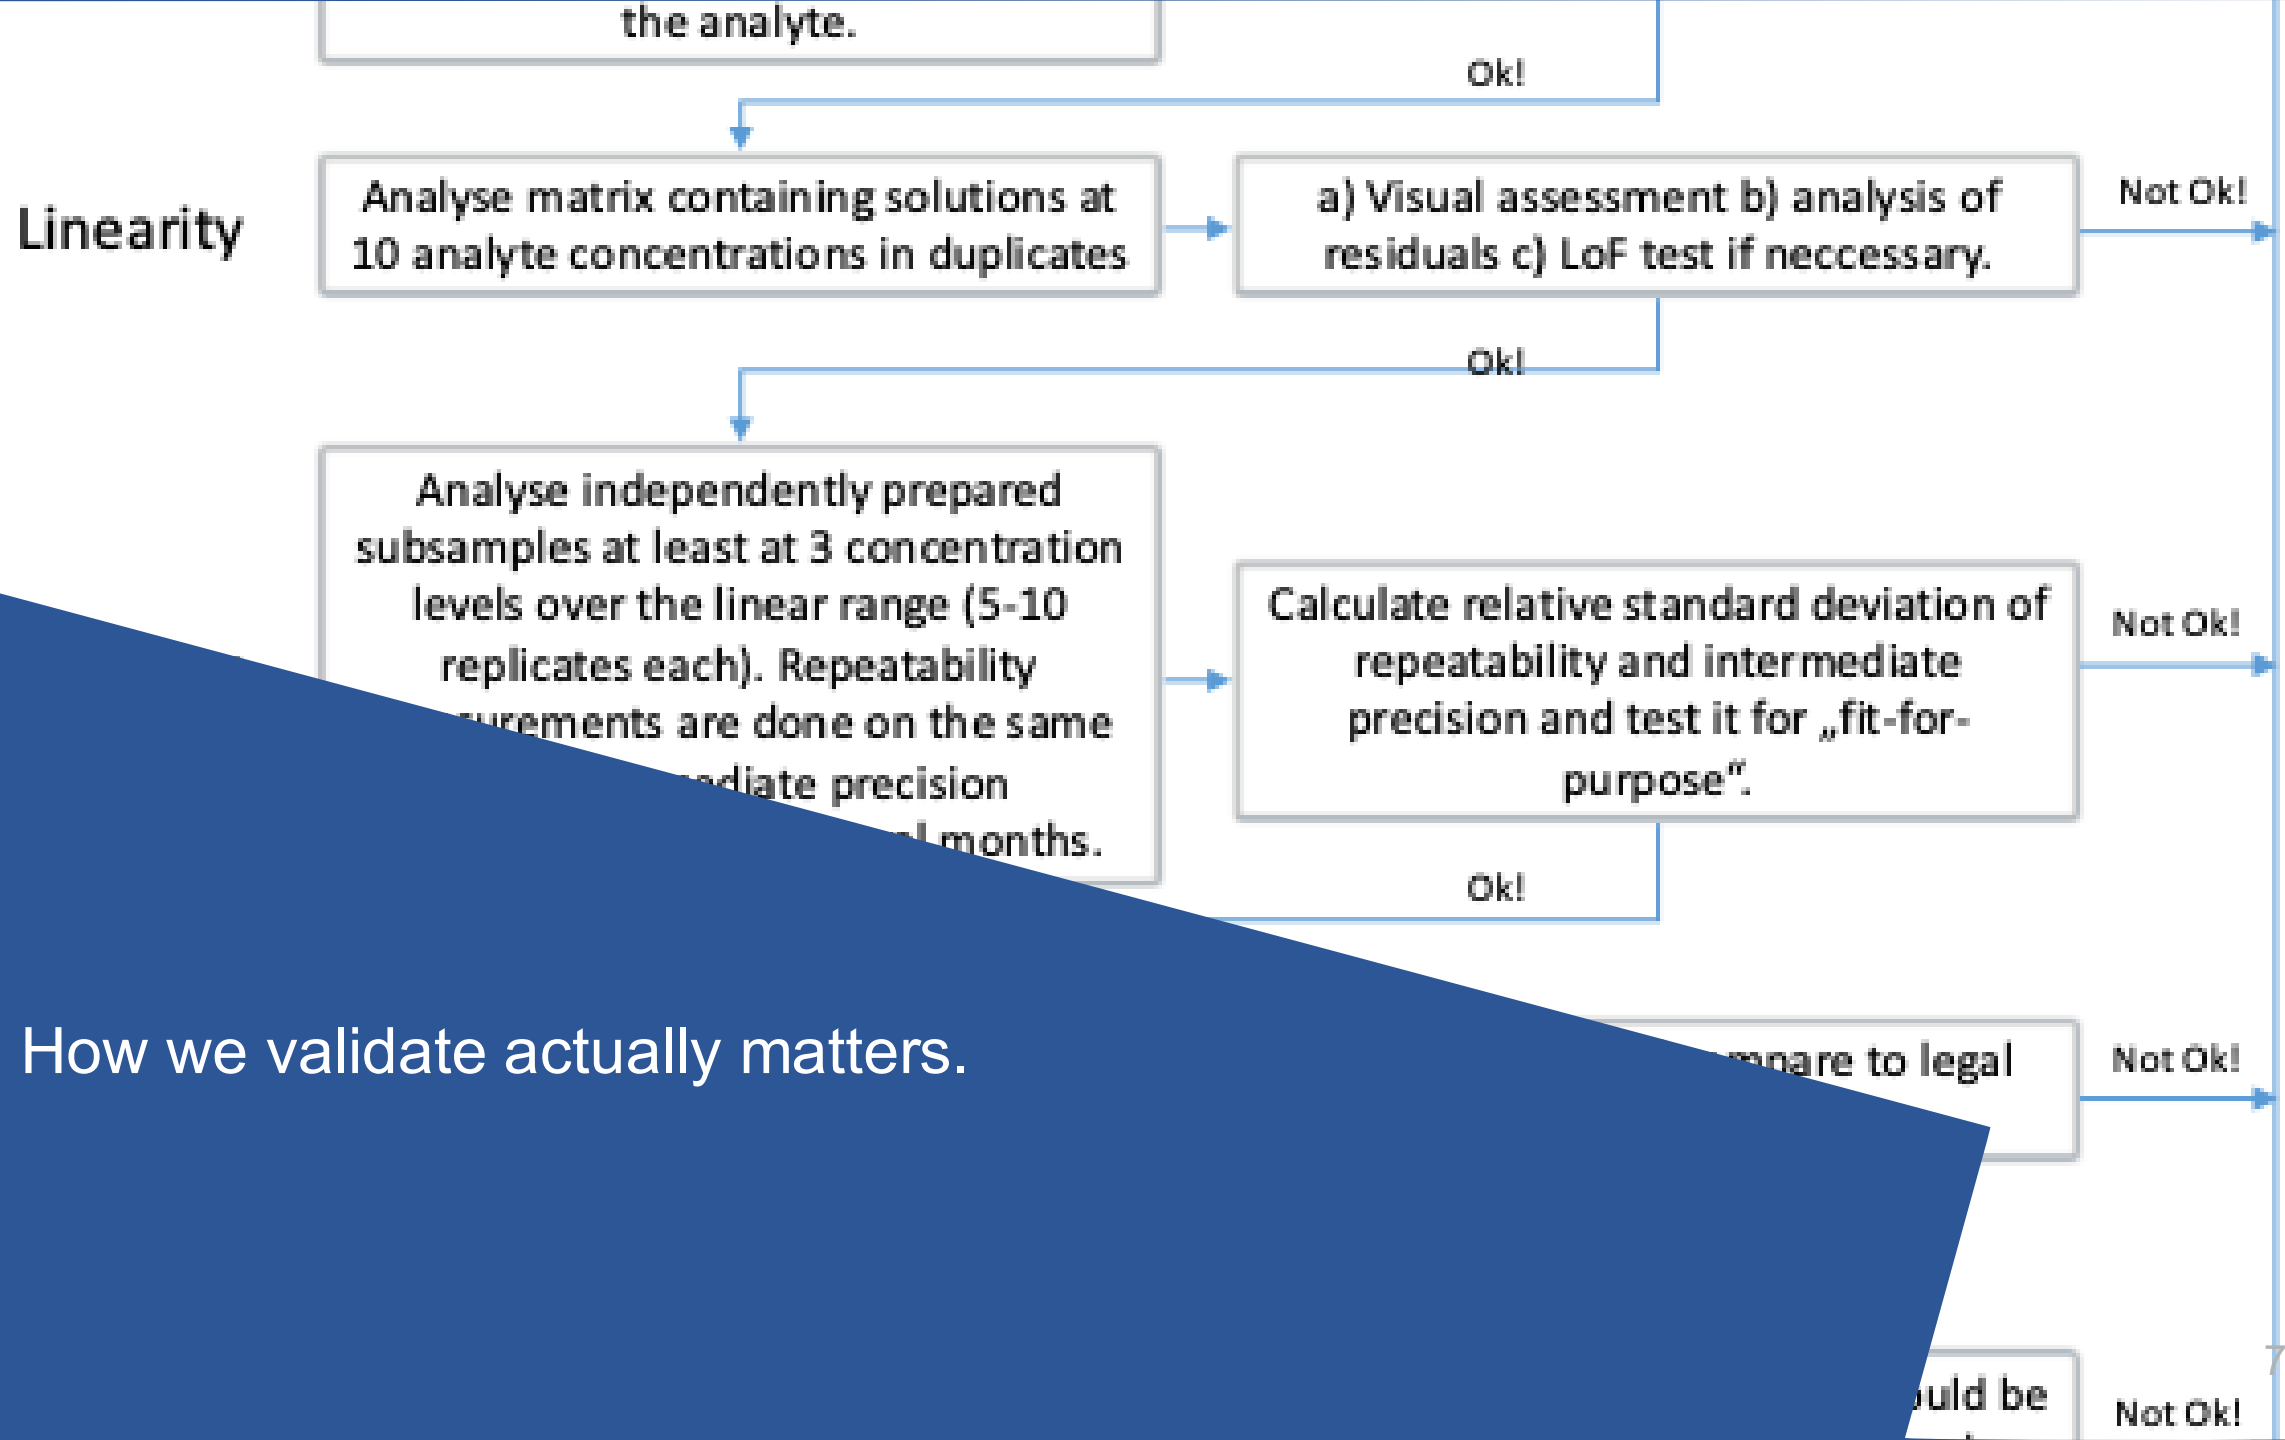 the analyte.
Ok!
Linearity
Analyse matrix containing solutions at
10 analyte concentrations in duplicates
a) Visual assessment b) analysis of
residuals c) LoF test if neccessary.
Not Ok!
Ok!
Analyse independently prepared
subsamples at least at 3 concentration
levels over the linear range (5-10
replicates each). Repeatability
are done on the same
precision
months.
Calculate relative standard deviation of
repeatability and intermediate
precision and test it for „fit-for-
purpose“.
Not Ok!
Ok!
How we validate actually matters.
to legal
Not Ok!
be
Not Ok!
7